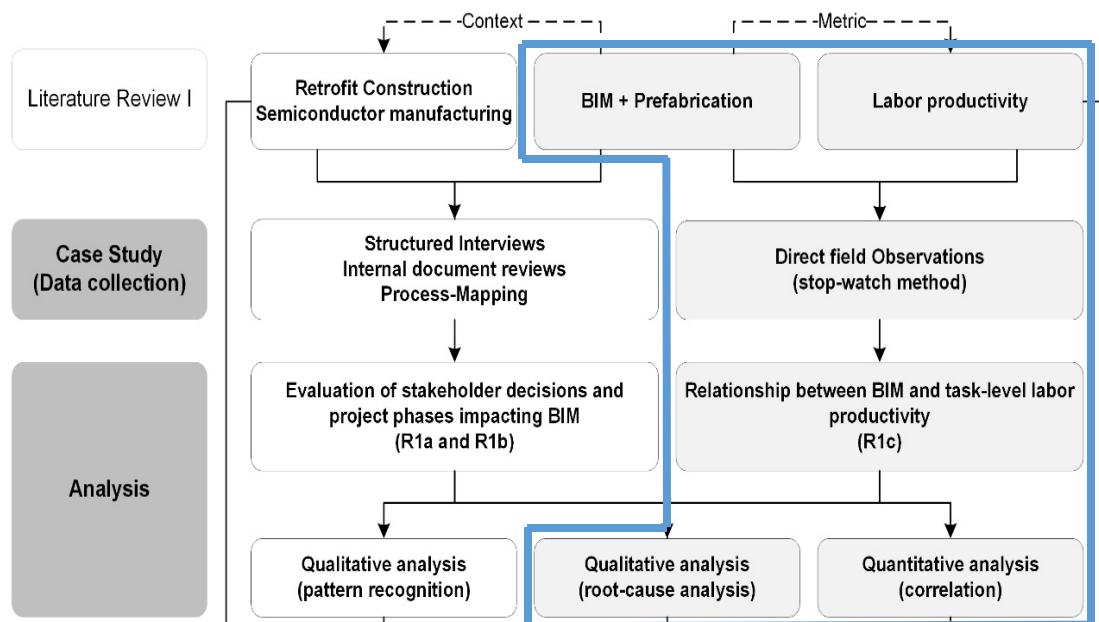 Context
Metric
Literature Review I
Retrofit Construction
Semiconductor manufacturing
BIM + Prefabrication
Labor productivity
Case Study
(Data collection)
Structured Interviews
Internal document reviews
Process-Mapping
Direct field Observations
(stop-watch method)
Analysis
Evaluation of stakeholder decisions and
project phases impacting BIM
(R1a and R1b)
Relationship between BIM and task-level labor
productivity
(R1c)
Qualitative analysis
(pattern recognition)
Qualitative analysis
(root-cause analysis)
Quantitative analysis
(correlation)